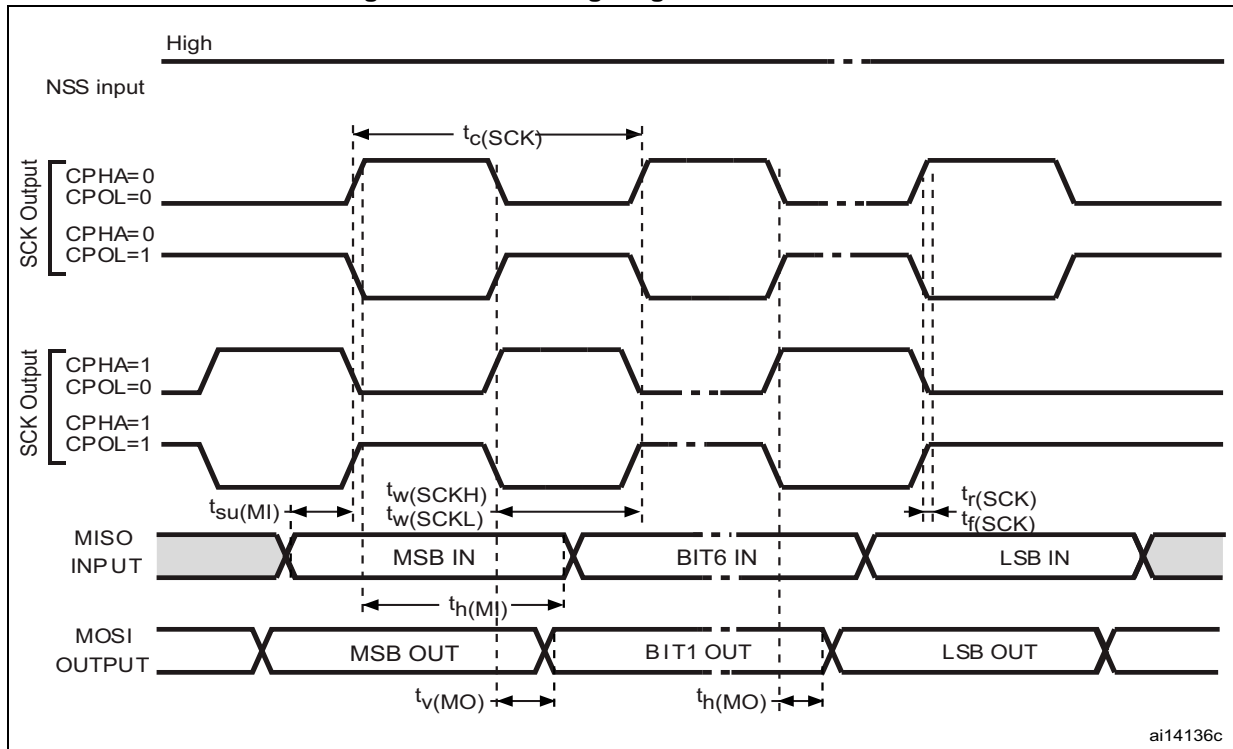 High
NSS input
tc(SCK)
SCK Output
CPHA=0
CPOL=0
CPHA=0
CPOL=1
SCK Output
CPHA=1
CPOL=0
CPHA=1
CPOL=1
tsu(MI)
tw(SCKH)
tw(SCKL)
tr(SCK)
tf(SCK)
MISO
INPUT
MSB IN
BIT6 IN
LSB IN
th(MI)
MOSI
OUTPUT
MSB OUT
BIT1 OUT
LSB OUT
tv(MO)
th(MO)
ai14136c